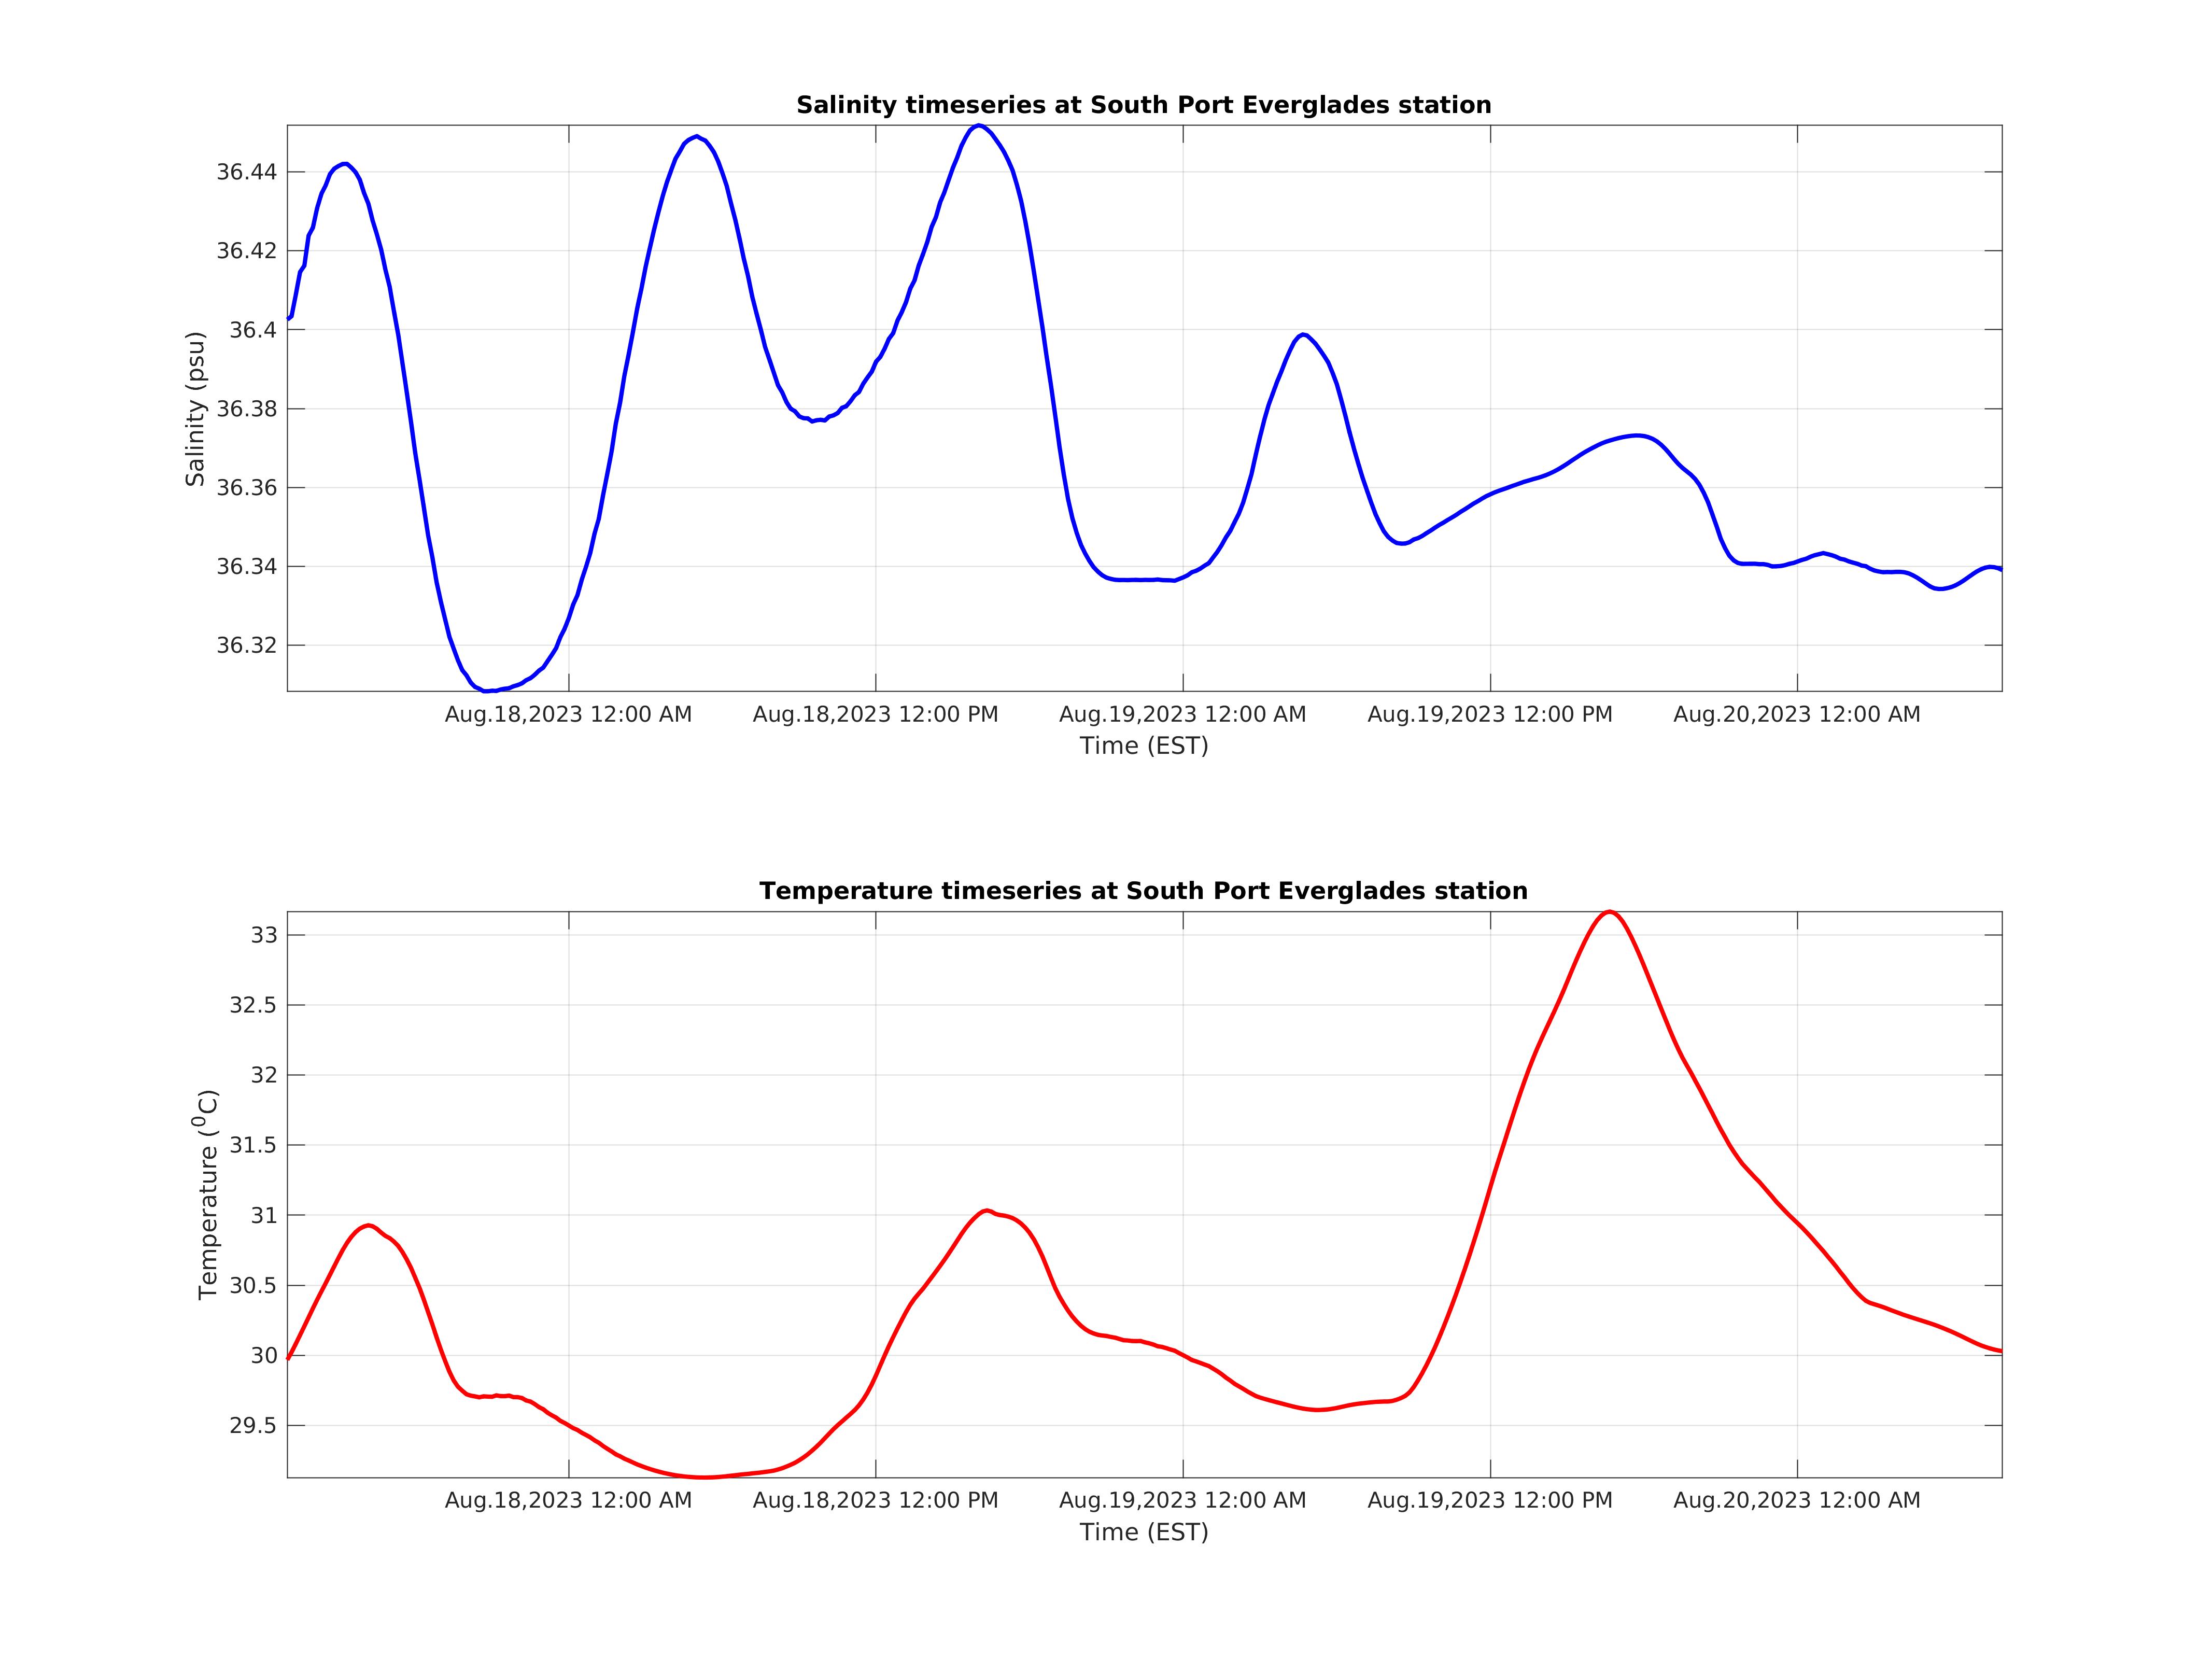 Salinity timeseries at South Port Everglades station
36.44
36.42
36.4
36.38
36.36
36.34
36.32
Salinity (psu)
Aug.18,2023 12:00 AM Aug.18,2023 12:00 PM Aug.19,2023 12:00 AM Aug.19,2023 12:00 PM Aug.20,2023 12:00 AM
Time (EST)
Temperature timeseries at South Port Everglades station
33
32.5
32
31.5
31
30.5
30
29.5
Temperature (⁰C)
Aug.18,2023 12:00 AM Aug.18,2023 12:00 PM Aug.19,2023 12:00 AM Aug.19,2023 12:00 PM Aug.20,2023 12:00 AM
Time (EST)